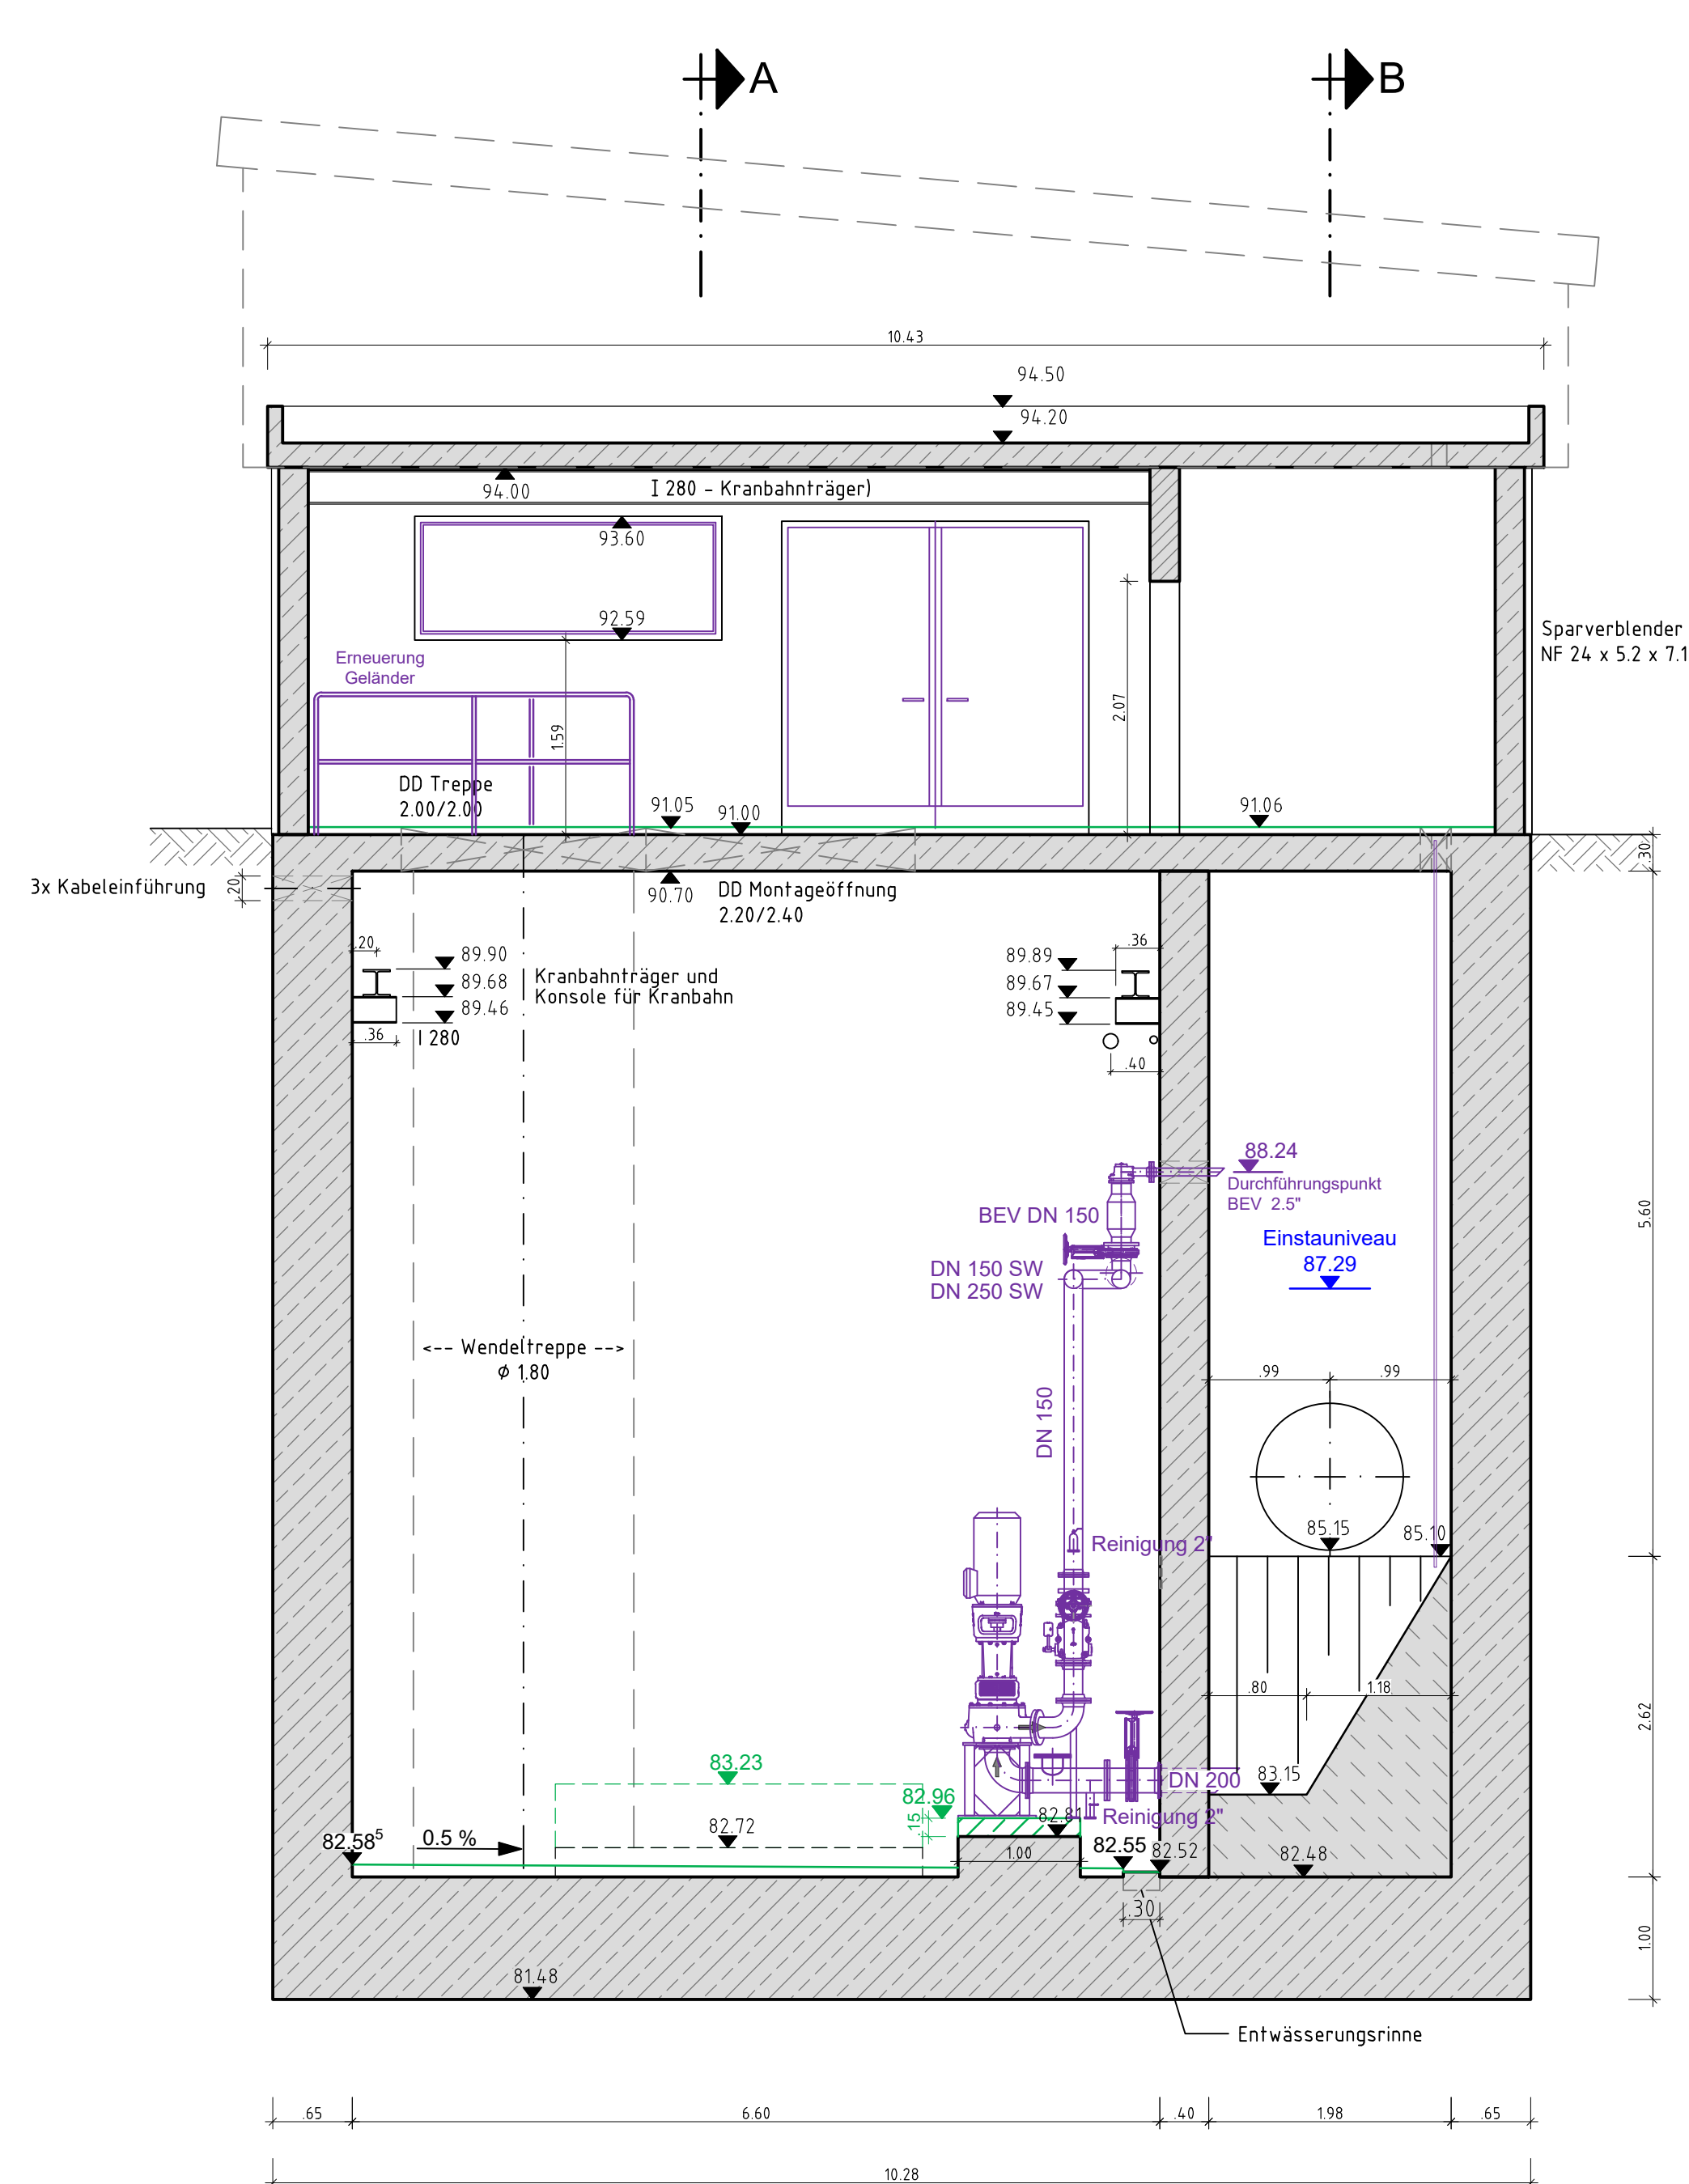 A
B
10.43
94.50
94.20
94.00
I 280 - Kranbahnträger)
93.60
92.59
Erneuerung
Geländer
Sparverblender
NF 24 x 5.2 x 7.1
2.07
1.59
DD Treppe
2.00/2.00
91.05
91.00
91.06
.30
3x Kabeleinführung
.20
90.70
DD Montageöffnung
2.20/2.40
.20
89.90
89.68
89.46
.36
I 280
Kranbahnträger und
Konsole für Kranbahn
.36
89.89
89.67
89.45
.40
88.24
Durchführungspunkt
BEV 2.5"
BEV DN 150
5.60
Einstauniveau
87.29
DN 150 SW
DN 250 SW
<-- Wendeltreppe -->
Ø 1.80
.99
.99
DN 150
85.15
85.10
Reinigung 2"
.80
1.18
2.62
83.23
DN 200
83.15
82.96
.15
82.81
Reinigung 2"
82.72
82.58⁵
0.5 %
1.00
82.55
82.52
82.48
.30
1.00
81.48
Entwässerungsrinne
.65
6.60
.40
1.98
.65
10.28